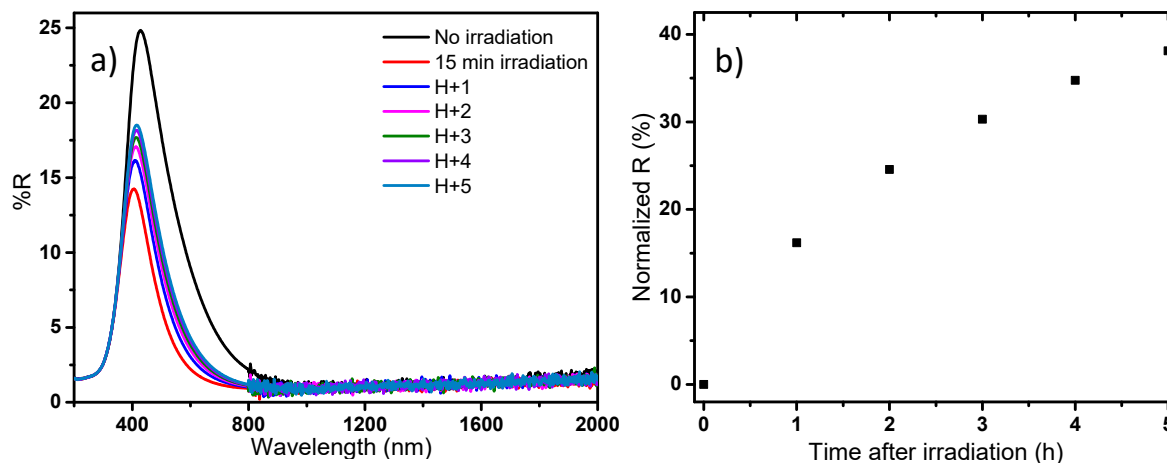 a)
25
20
15
10
5
0
%R
400
800
1200
1600
2000
Wavelength (nm)
No irradiation
15 min irradiation
H+1
H+2
H+3
H+4
H+5
b)
40
30
20
10
0
Normalized R (%)
0
1
2
3
4
5
Time after irradiation (h)